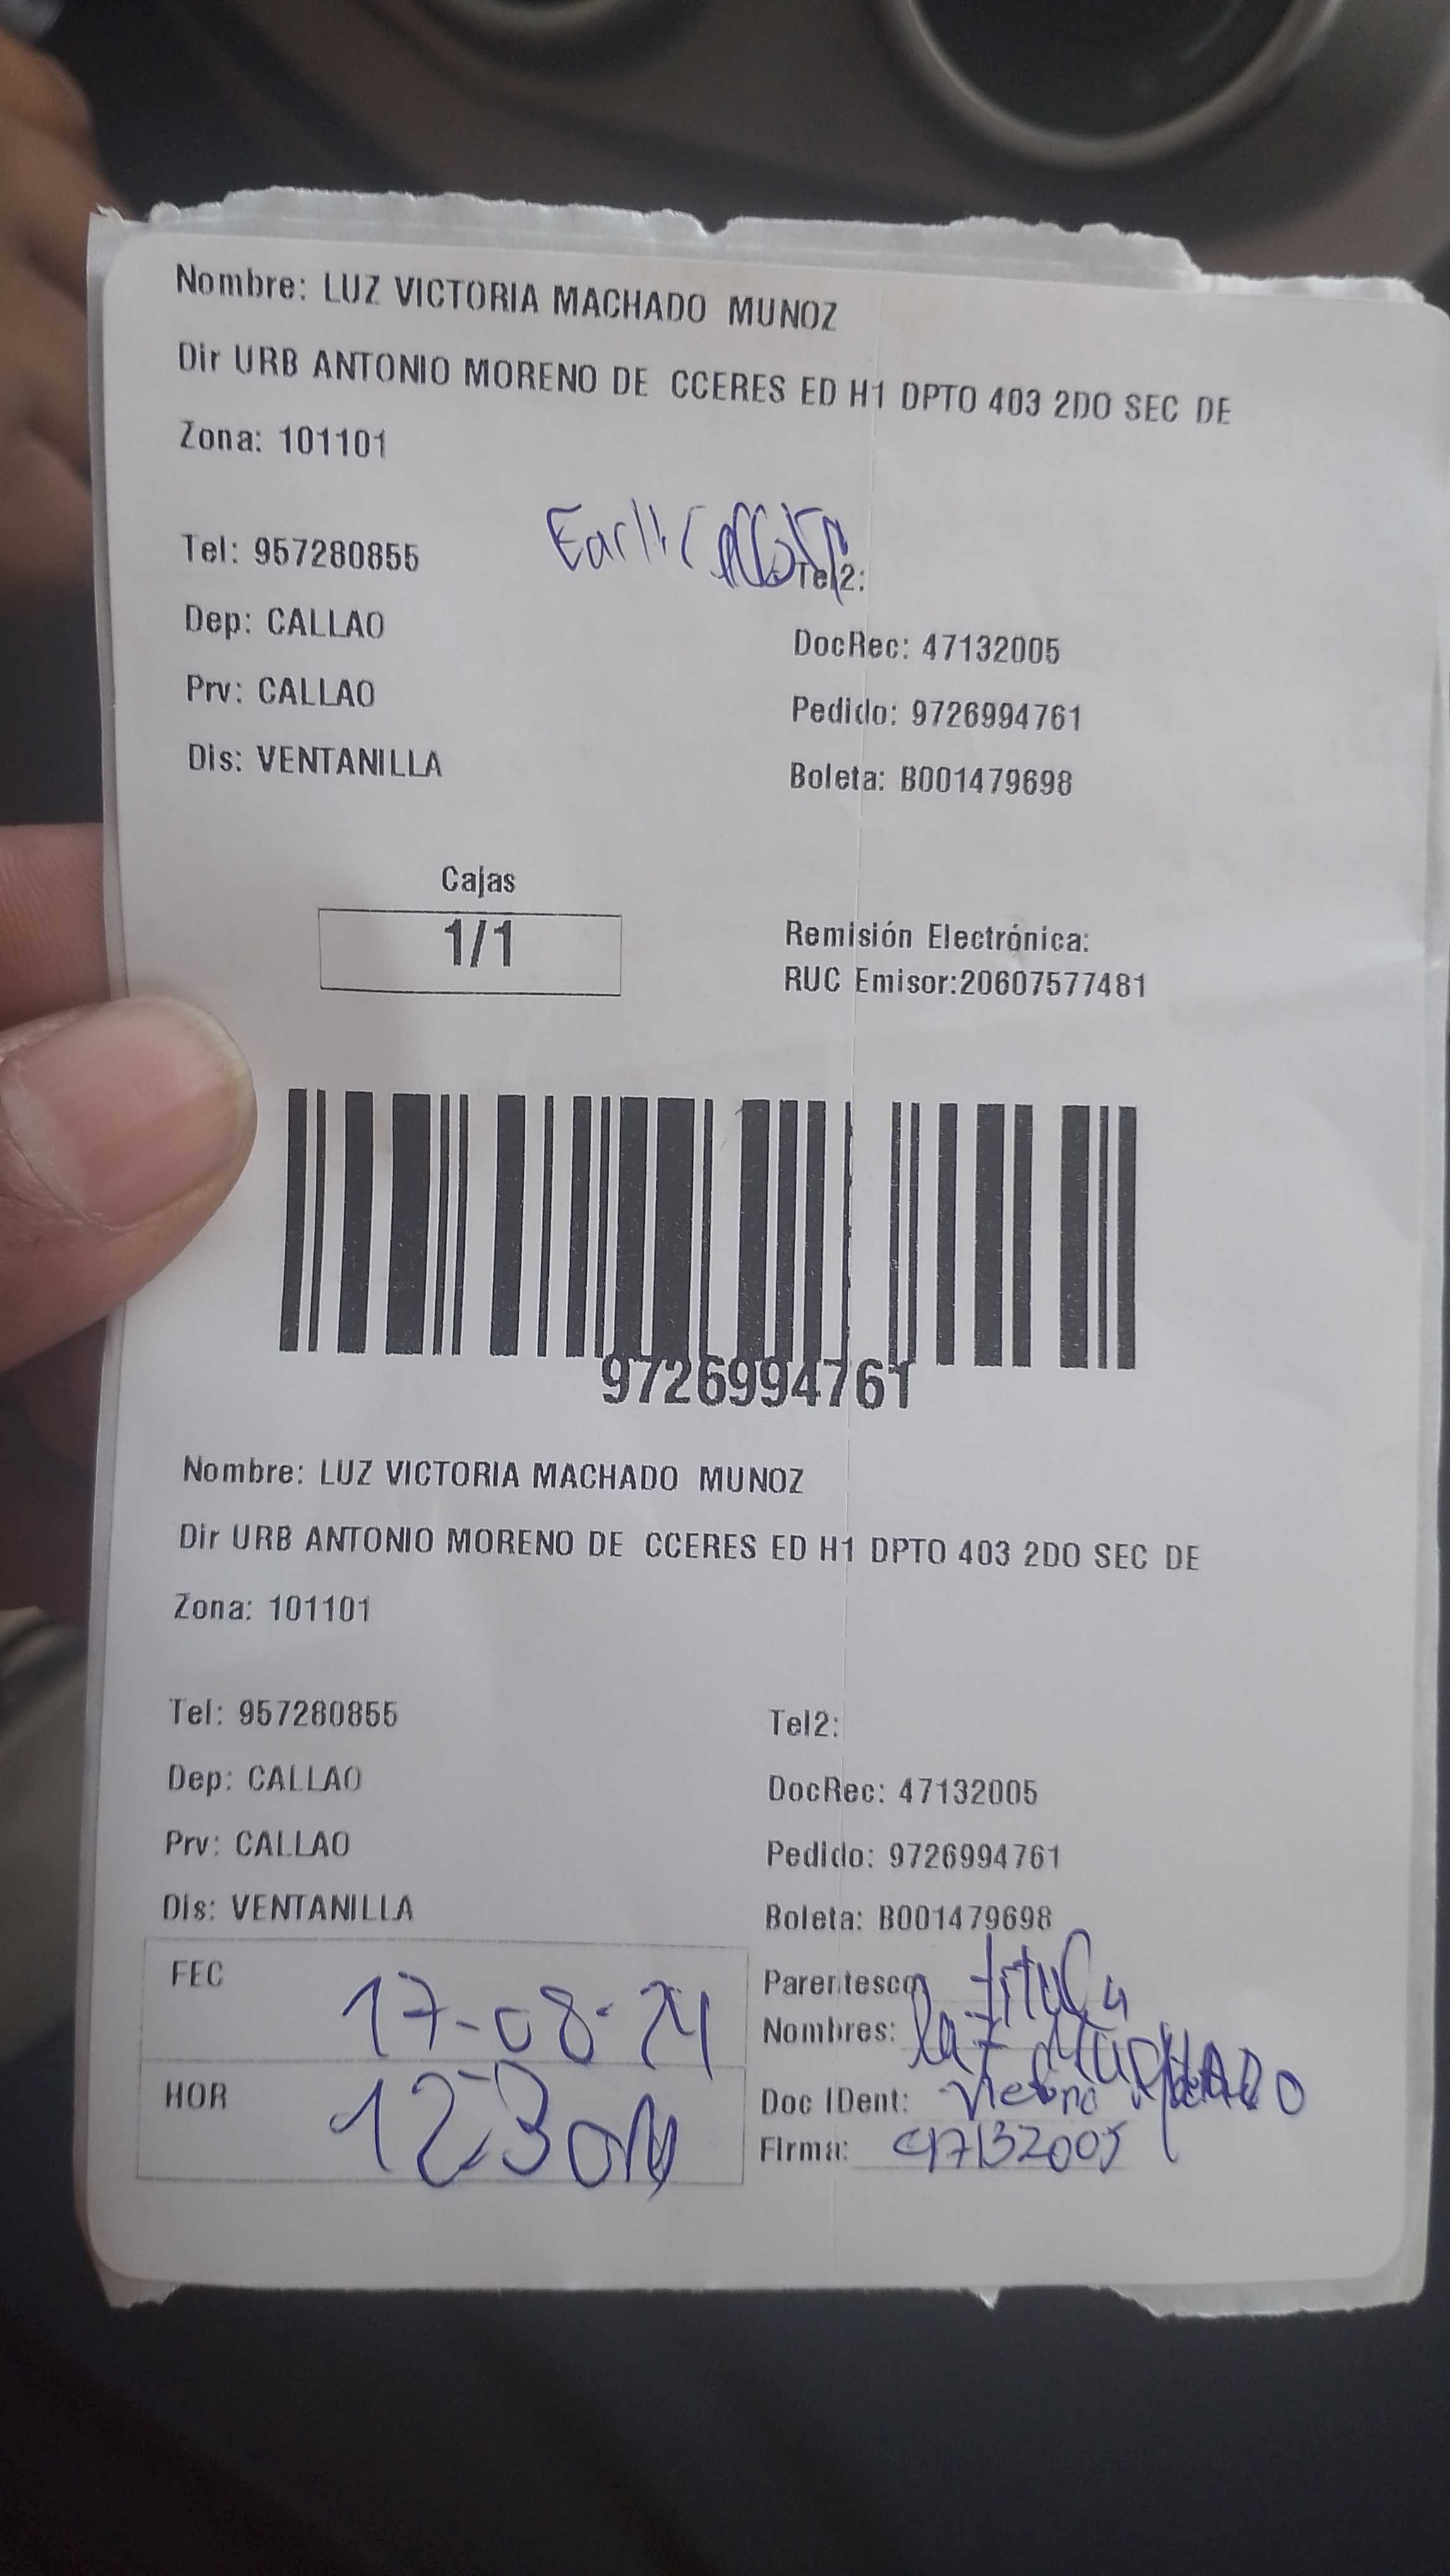 Nombre: LUZ VICTORIA MACHADO MUNOZ
Dir URB ANTONIO MORENO DE CCERES ED H1 DPTO 403 2DO SEC DE
Zona: 101101
Tel: 957280855
Tel2:
Dep: CALLAO
DocRec: 47132005
Prv: CALLAO
Pedido: 9726994761
Dis: VENTANILLA
Boleta: B001479698
Cajas
1/1
Remisión Electrónica:
RUC Emisor:20607577481
9726994761
Nombre: LUZ VICTORIA MACHADO MUNOZ
Dir URB ANTONIO MORENO DE CCERES ED H1 DPTO 403 2DO SEC DE
Zona: 101101
Tel: 957280855
Tel2:
Dep: CALLAO
DocRec: 47132005
Prv: CALLAO
Pedido: 9726994761
Dis: VENTANILLA
Boleta: B001479698
FEC 17-08-24
Parentesco
Nombres:
HOR
Doc IDent:
Firma: 47132005